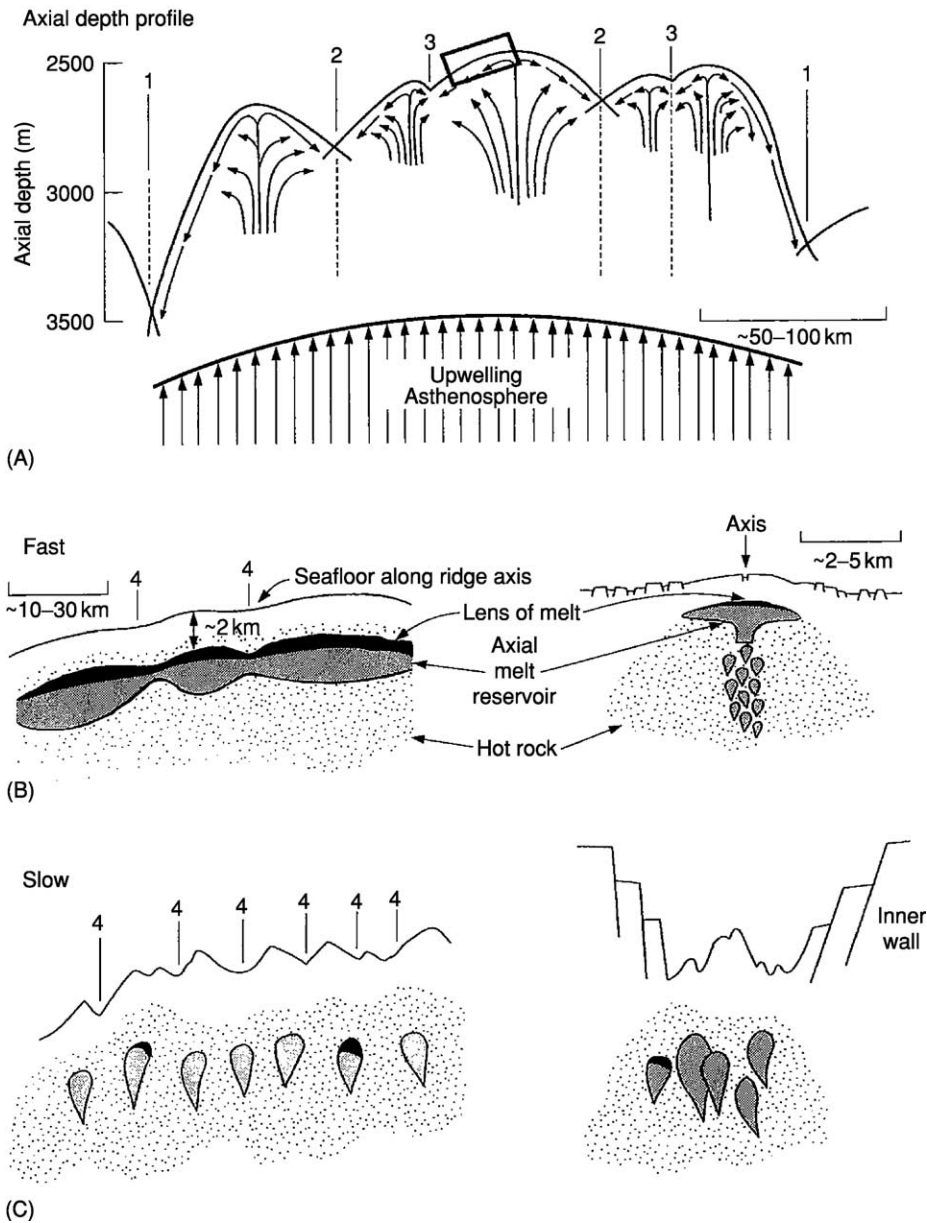 Axial depth profile
1
2
3
2
3
1
2500
3000
3500
Axial depth (m)
~50–100 km
Upwelling
Asthenosphere
(A)
Fast
~10–30 km
4
4
Seafloor along ridge axis
~2 km
Lens of melt
Axial
melt
reservoir
Hot rock
Axis
~2–5 km
(B)
Slow
4
4
4
4
4
4
Inner
wall
(C)